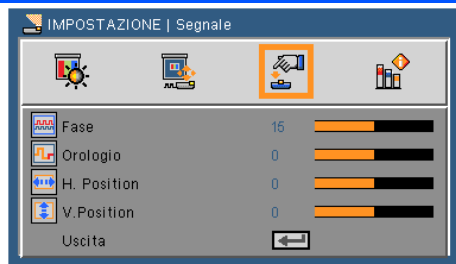 IMPOSTAZIONE | Segnale
Fase 15
Orologio 0
H. Position 0
V.Position 0
Uscita